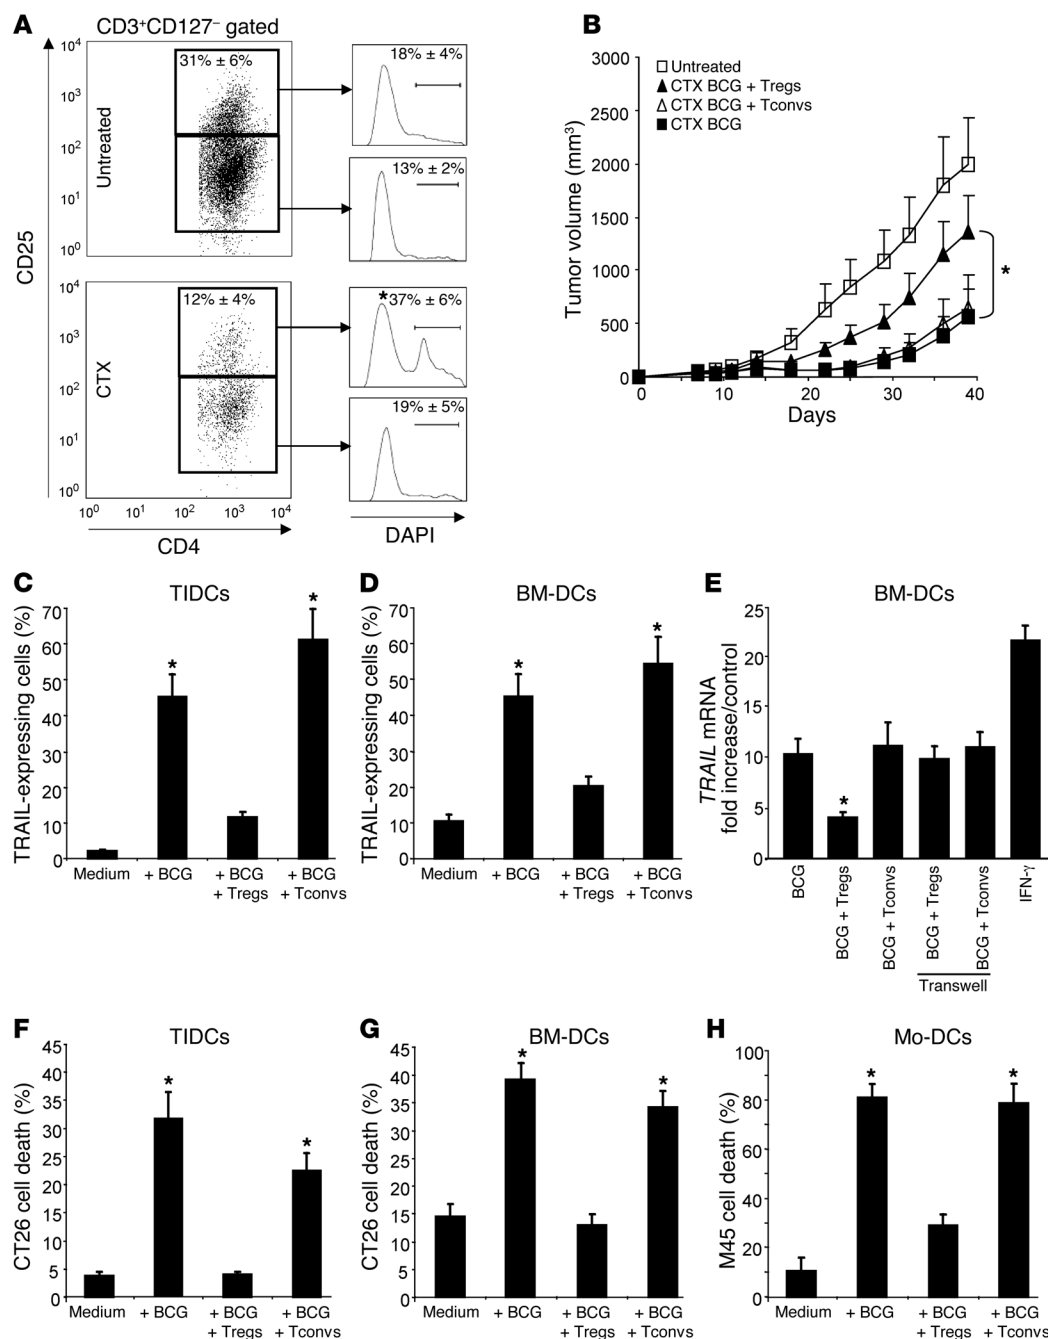 A
CD3⁺CD127⁻ gated
CD25
Untreated
10⁴
10³
10²
10¹
10⁰
31% ± 6%
18% ± 4%
13% ± 2%
CTX
10⁴
10³
10²
10¹
10⁰
12% ± 4%
* 37% ± 6%
19% ± 5%
10⁰ 10¹ 10² 10³ 10⁴
CD4
DAPI
B
Tumor volume (mm³)
3000
2500
2000
1500
1000
500
0
Untreated
CTX BCG + Tregs
CTX BCG + Tconvs
CTX BCG
*
0 10 20 30 40
Days
C
TIDCs
TRAIL-expressing cells (%)
70
60
50
40
30
20
10
0
* *
Medium + BCG + BCG + BCG
+ Tregs + Tconvs
D
BM-DCs
TRAIL-expressing cells (%)
70
60
50
40
30
20
10
0
* *
Medium + BCG + BCG + BCG
+ Tregs + Tconvs
E
BM-DCs
TRAIL mRNA
fold increase/control
25
20
15
10
5
0
*
BCG
BCG + Tregs
BCG + Tconvs
BCG + Tregs
BCG + Tconvs
IFN-γ
Transwell
F
TIDCs
CT26 cell death (%)
45
40
35
30
25
20
15
10
5
0
* *
Medium + BCG + BCG + BCG
+ Tregs + Tconvs
G
BM-DCs
CT26 cell death (%)
45
40
35
30
25
20
15
10
5
0
* *
Medium + BCG + BCG + BCG
+ Tregs + Tconvs
H
Mo-DCs
M45 cell death (%)
100
80
60
40
20
0
* *
Medium + BCG + BCG + BCG
+ Tregs + Tconvs